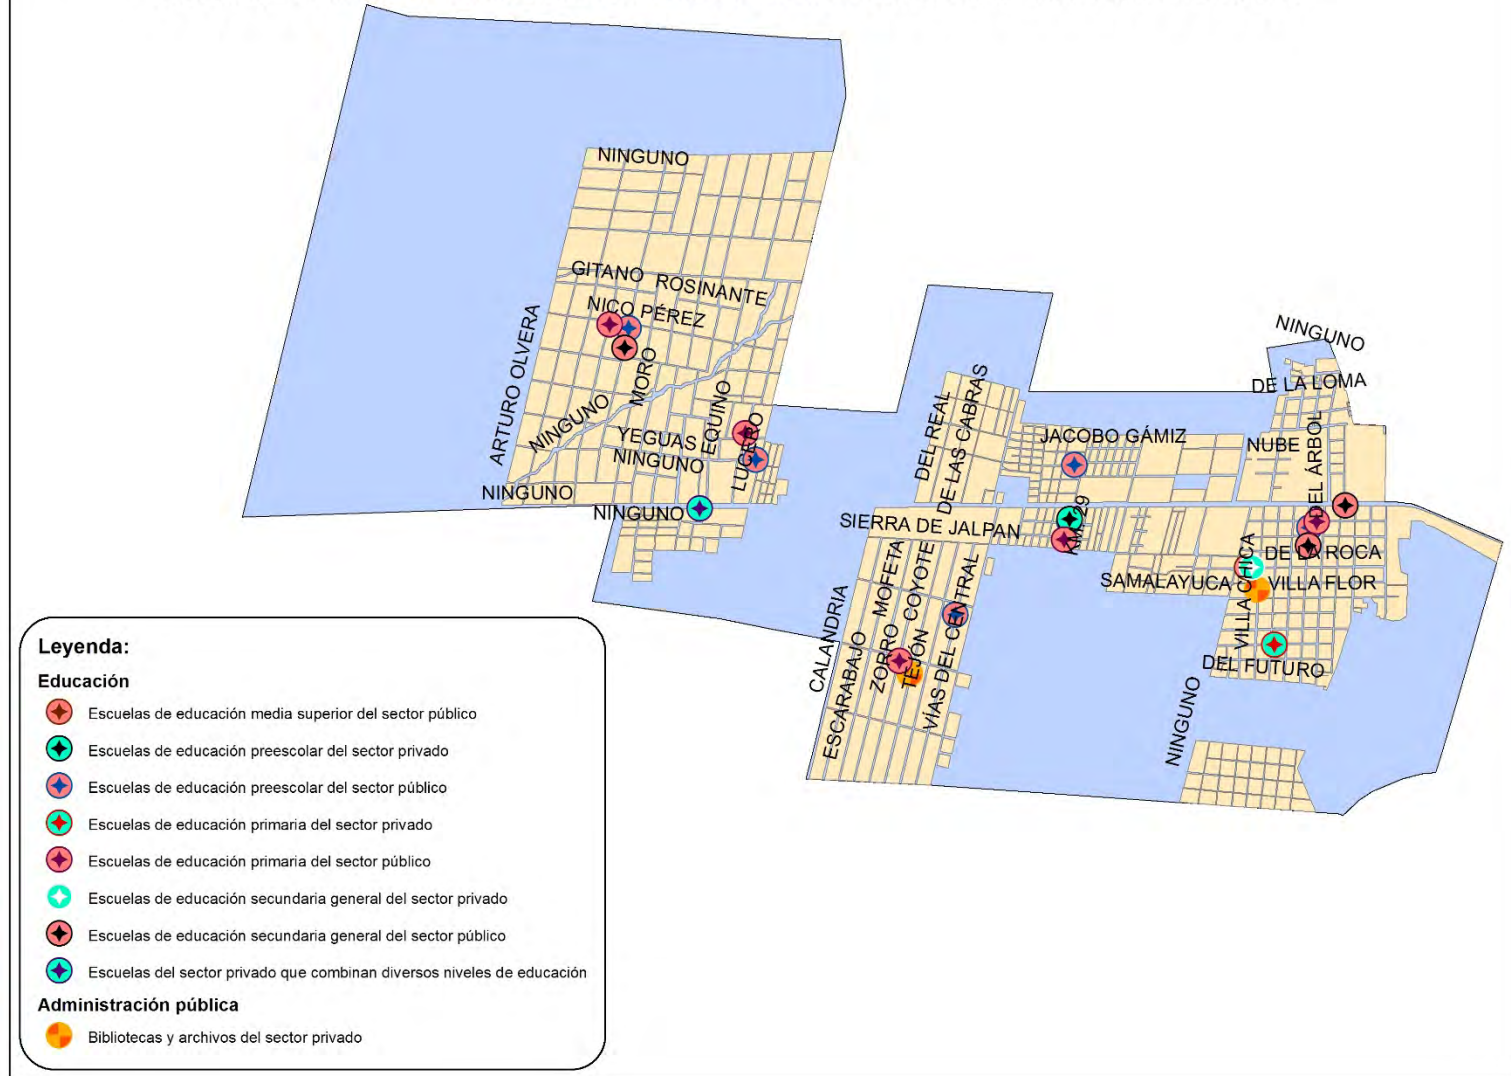 NINGUNO
GITANO
ROSINANTE
NICO PÉREZ
ARTURO OLVERA
MORO
NINGUNO
EQUINO
YEGUAS
LUCERO
NINGUNO
NINGUNO
NINGUNO
NINGUNO
DE LA LOMA
DEL REAL
DE LAS CABRAS
JACOBO GÁMIZ
NUBE
DEL ÁRBOL
SIERRA DE JALPAN
KM. 29
DE LA ROCA
SAMALAYUCA
VILLA CHICA
VILLA FLOR
DEL FUTURO
CALANDRIA
ESCARABAJO
ZORRO
MOFETA
TEJÓN
COYOTE
VIAS DEL CENTRAL
NINGUNO
Leyenda:
Educación
Escuelas de educación media superior del sector público
Escuelas de educación preescolar del sector privado
Escuelas de educación preescolar del sector público
Escuelas de educación primaria del sector privado
Escuelas de educación primaria del sector público
Escuelas de educación secundaria general del sector privado
Escuelas de educación secundaria general del sector público
Escuelas del sector privado que combinan diversos niveles de educación
Administración pública
Bibliotecas y archivos del sector privado